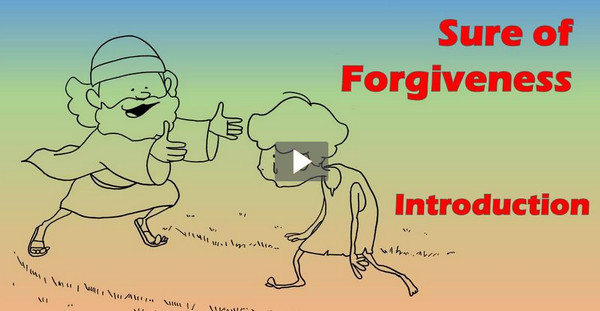 Sure of
Forgiveness
Introduction